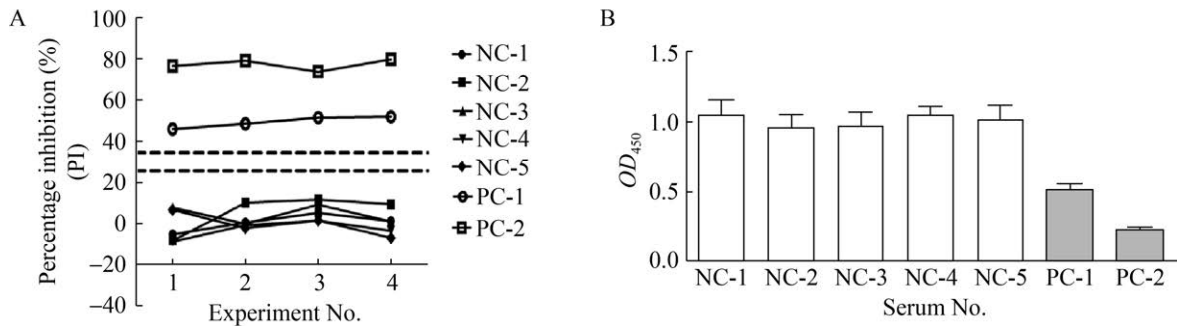 A
Percentage inhibition (%)
(PI)
100
80
60
40
20
0
−20
−40
1 2 3 4
Experiment No.
NC-1
NC-2
NC-3
NC-4
NC-5
PC-1
PC-2
B
OD450
1.5
1.0
0.5
0.0
NC-1 NC-2 NC-3 NC-4 NC-5 PC-1 PC-2
Serum No.